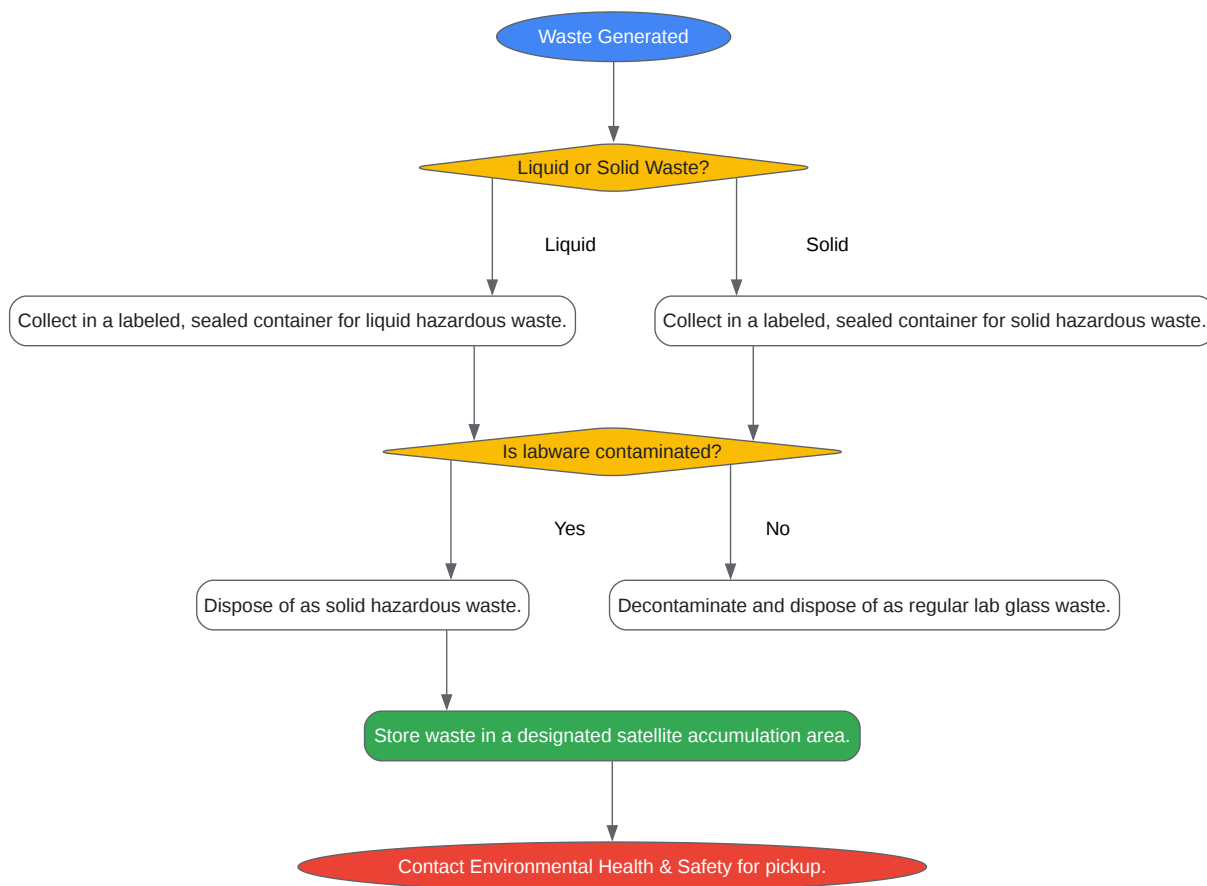 Waste Generated
Liquid or Solid Waste?
Liquid
Solid
Collect in a labeled, sealed container for liquid hazardous waste.
Collect in a labeled, sealed container for solid hazardous waste.
Is labware contaminated?
Yes
No
Dispose of as solid hazardous waste.
Decontaminate and dispose of as regular lab glass waste.
Store waste in a designated satellite accumulation area.
Contact Environmental Health & Safety for pickup.